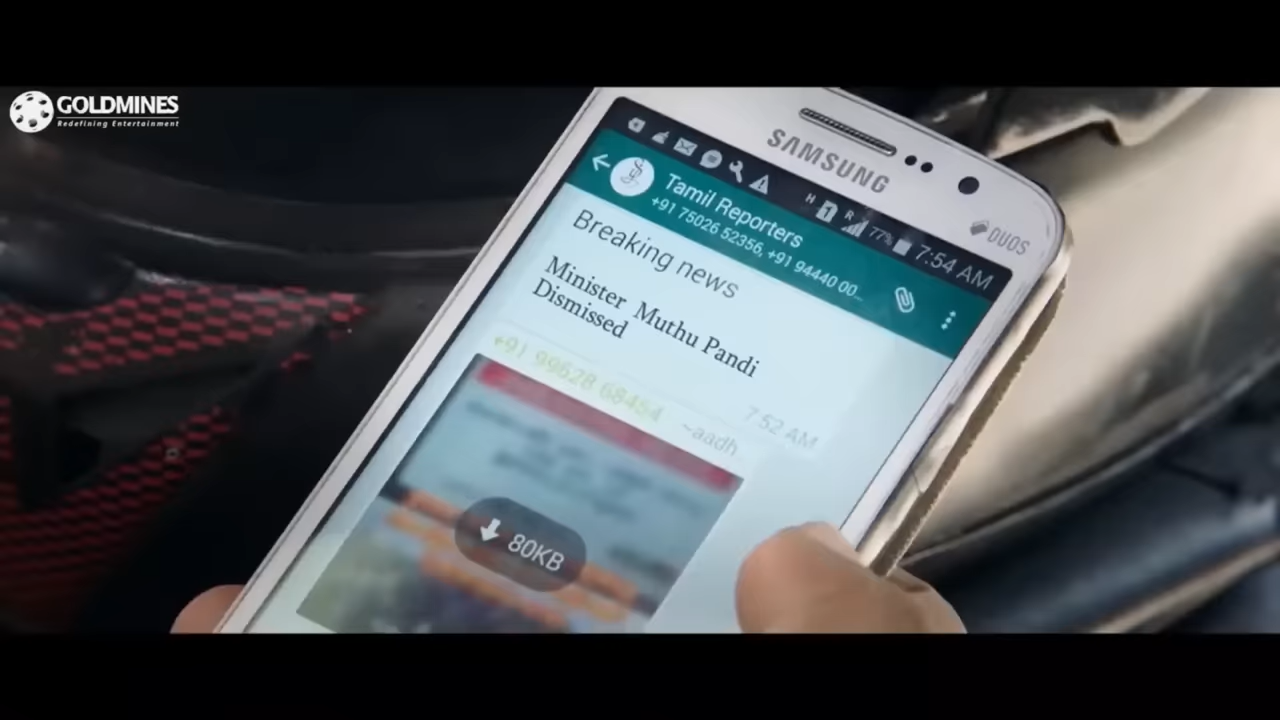 GOLDMINES
Redefining Entertainment
SAMSUNG
DUOS
H R 77% 7:54 AM
Tamil Reporters
+91 75026 52356, +91 94440 00...
Breaking news
Minister Muthu Pandi
Dismissed
7:52 AM
+91 99628 68454 ~aadh
80KB